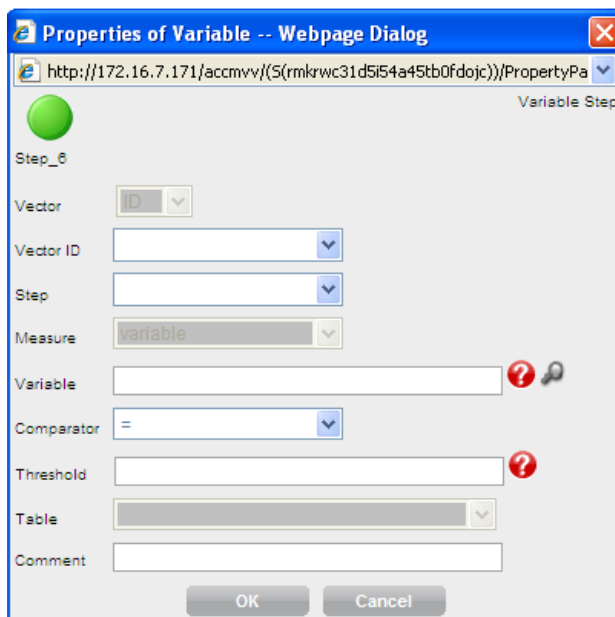 Properties of Variable -- Webpage Dialog
http://172.16.7.171/accmvv/(S(rmkrwc31d5i54a45tb0fdojc))/PropertyPa
Variable Step
Step_6
Vector ID
Vector ID
Step
Measure variable
Variable
Comparator =
Threshold
Table
Comment
OK Cancel